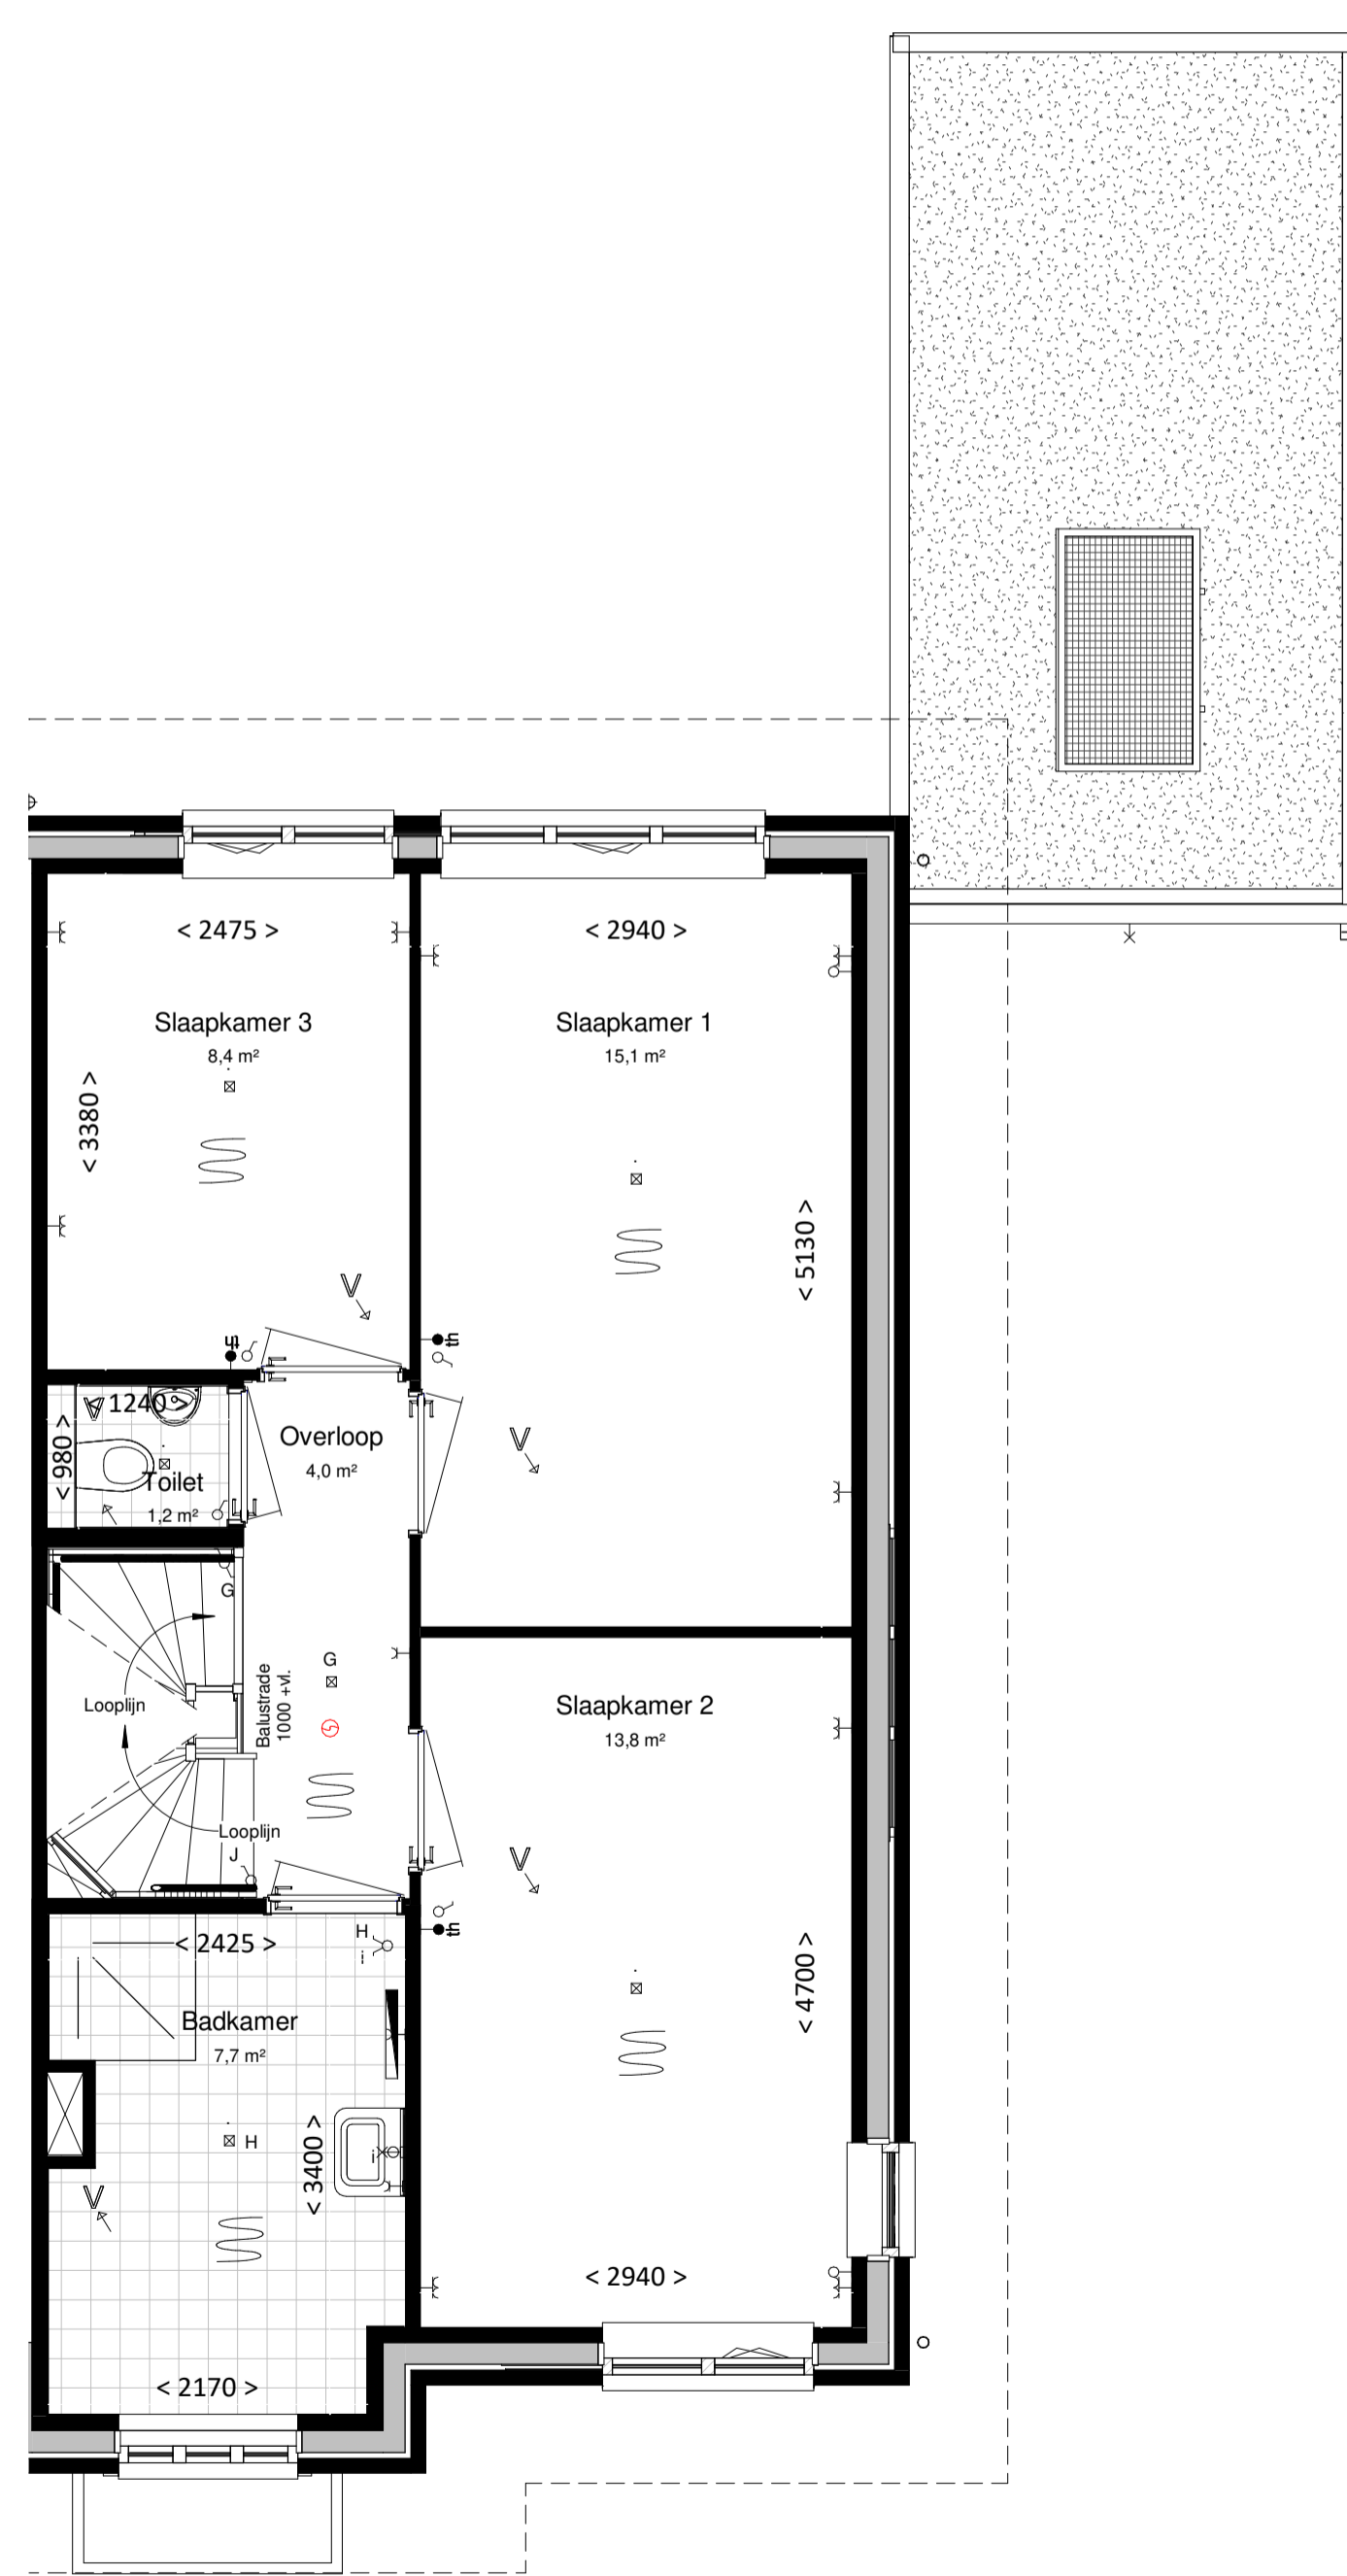 < 2475 >
< 2940 >
Slaapkamer 3
8,4 m²
Slaapkamer 1
15,1 m²
< 3380 >
< 5130 >
V
th
th
< 1240 >
V
< 980 >
Toilet
1,2 m²
Overloop
4,0 m²
V
G
Looplijn
Balustrade
1000 +vl.
G
Slaapkamer 2
13,8 m²
Looplijn
J
V
th
< 2425 >
H
i
Badkamer
7,7 m²
< 4700 >
H
< 3400 >
i
V
< 2940 >
< 2170 >